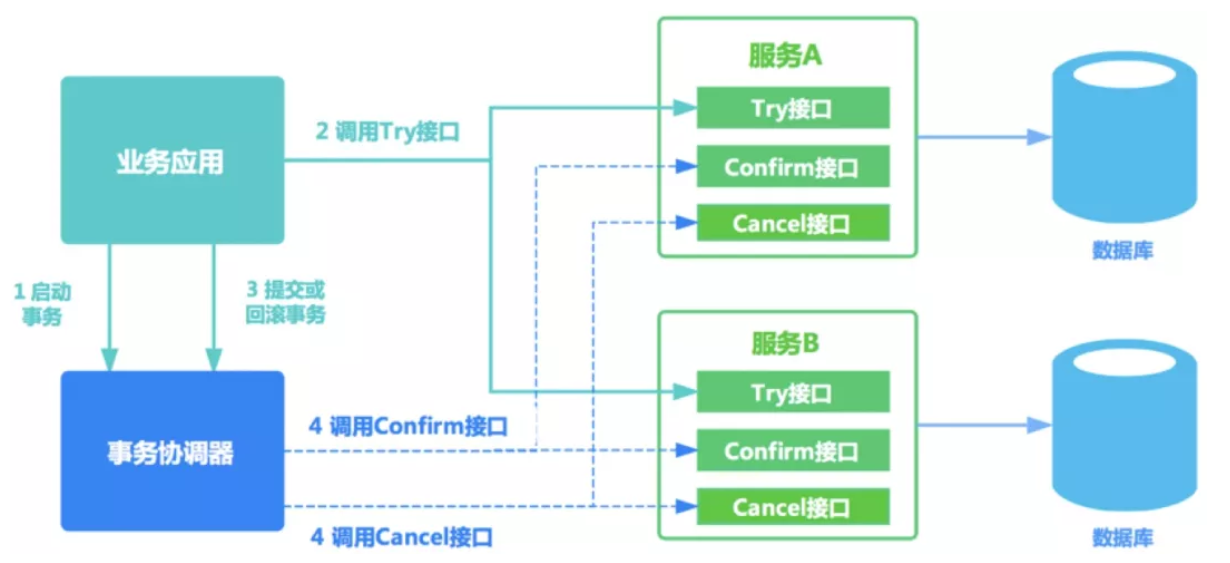 服务A
Try接口
Confirm接口
Cancel接口
数据库
业务应用
2 调用Try接口
1 启动
事务
3 提交或
回滚事务
事务协调器
4 调用Confirm接口
4 调用Cancel接口
服务B
Try接口
Confirm接口
Cancel接口
数据库